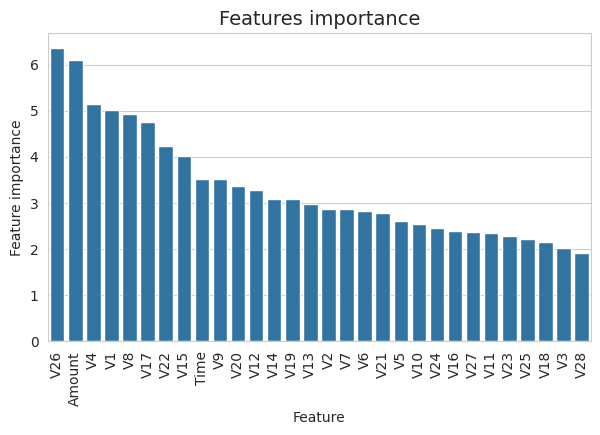 Features importance
Feature importance
6
5
4
3
2
1
0
V26
Amount
V4
V1
V8
V17
V22
V15
Time
V9
V20
V12
V14
V19
V13
V2
V7
V6
V21
V5
V10
V24
V16
V27
V11
V23
V25
V18
V3
V28
Feature